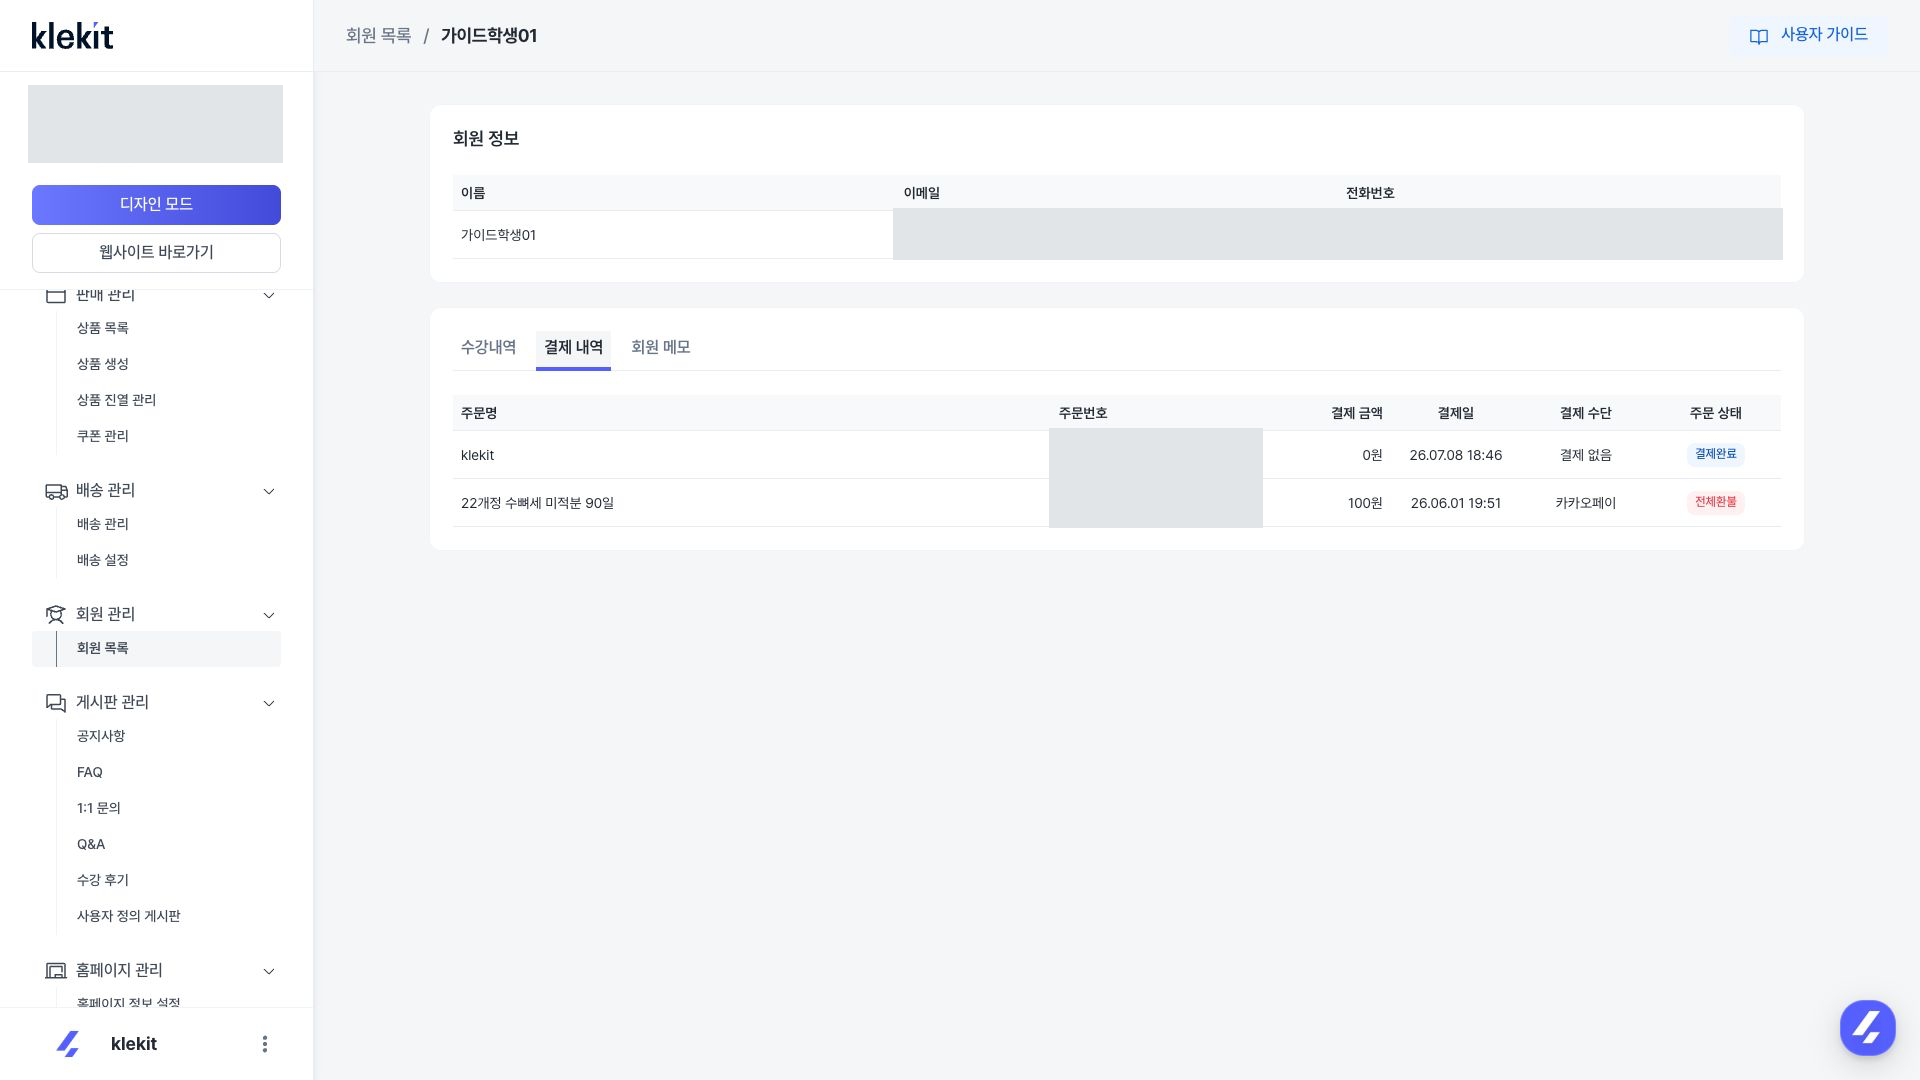 klekit
회원 목록 / 가이드학생01
사용자 가이드
디자인 모드
웹사이트 바로가기
판매 관리
상품 목록
상품 생성
상품 진열 관리
쿠폰 관리
배송 관리
배송 관리
배송 설정
회원 관리
회원 목록
게시판 관리
공지사항
FAQ
1:1 문의
Q&A
수강 후기
사용자 정의 게시판
홈페이지 관리
홈페이지 정보 설정
klekit
회원 정보
이름 이메일 전화번호
가이드학생01
수강내역 결제 내역 회원 메모
주문명 주문번호 결제 금액 결제일 결제 수단 주문 상태
klekit 0원 26.07.08 18:46 결제 없음 결제완료
22개정 수뼈세 미적분 90일 100원 26.06.01 19:51 카카오페이 전체환불